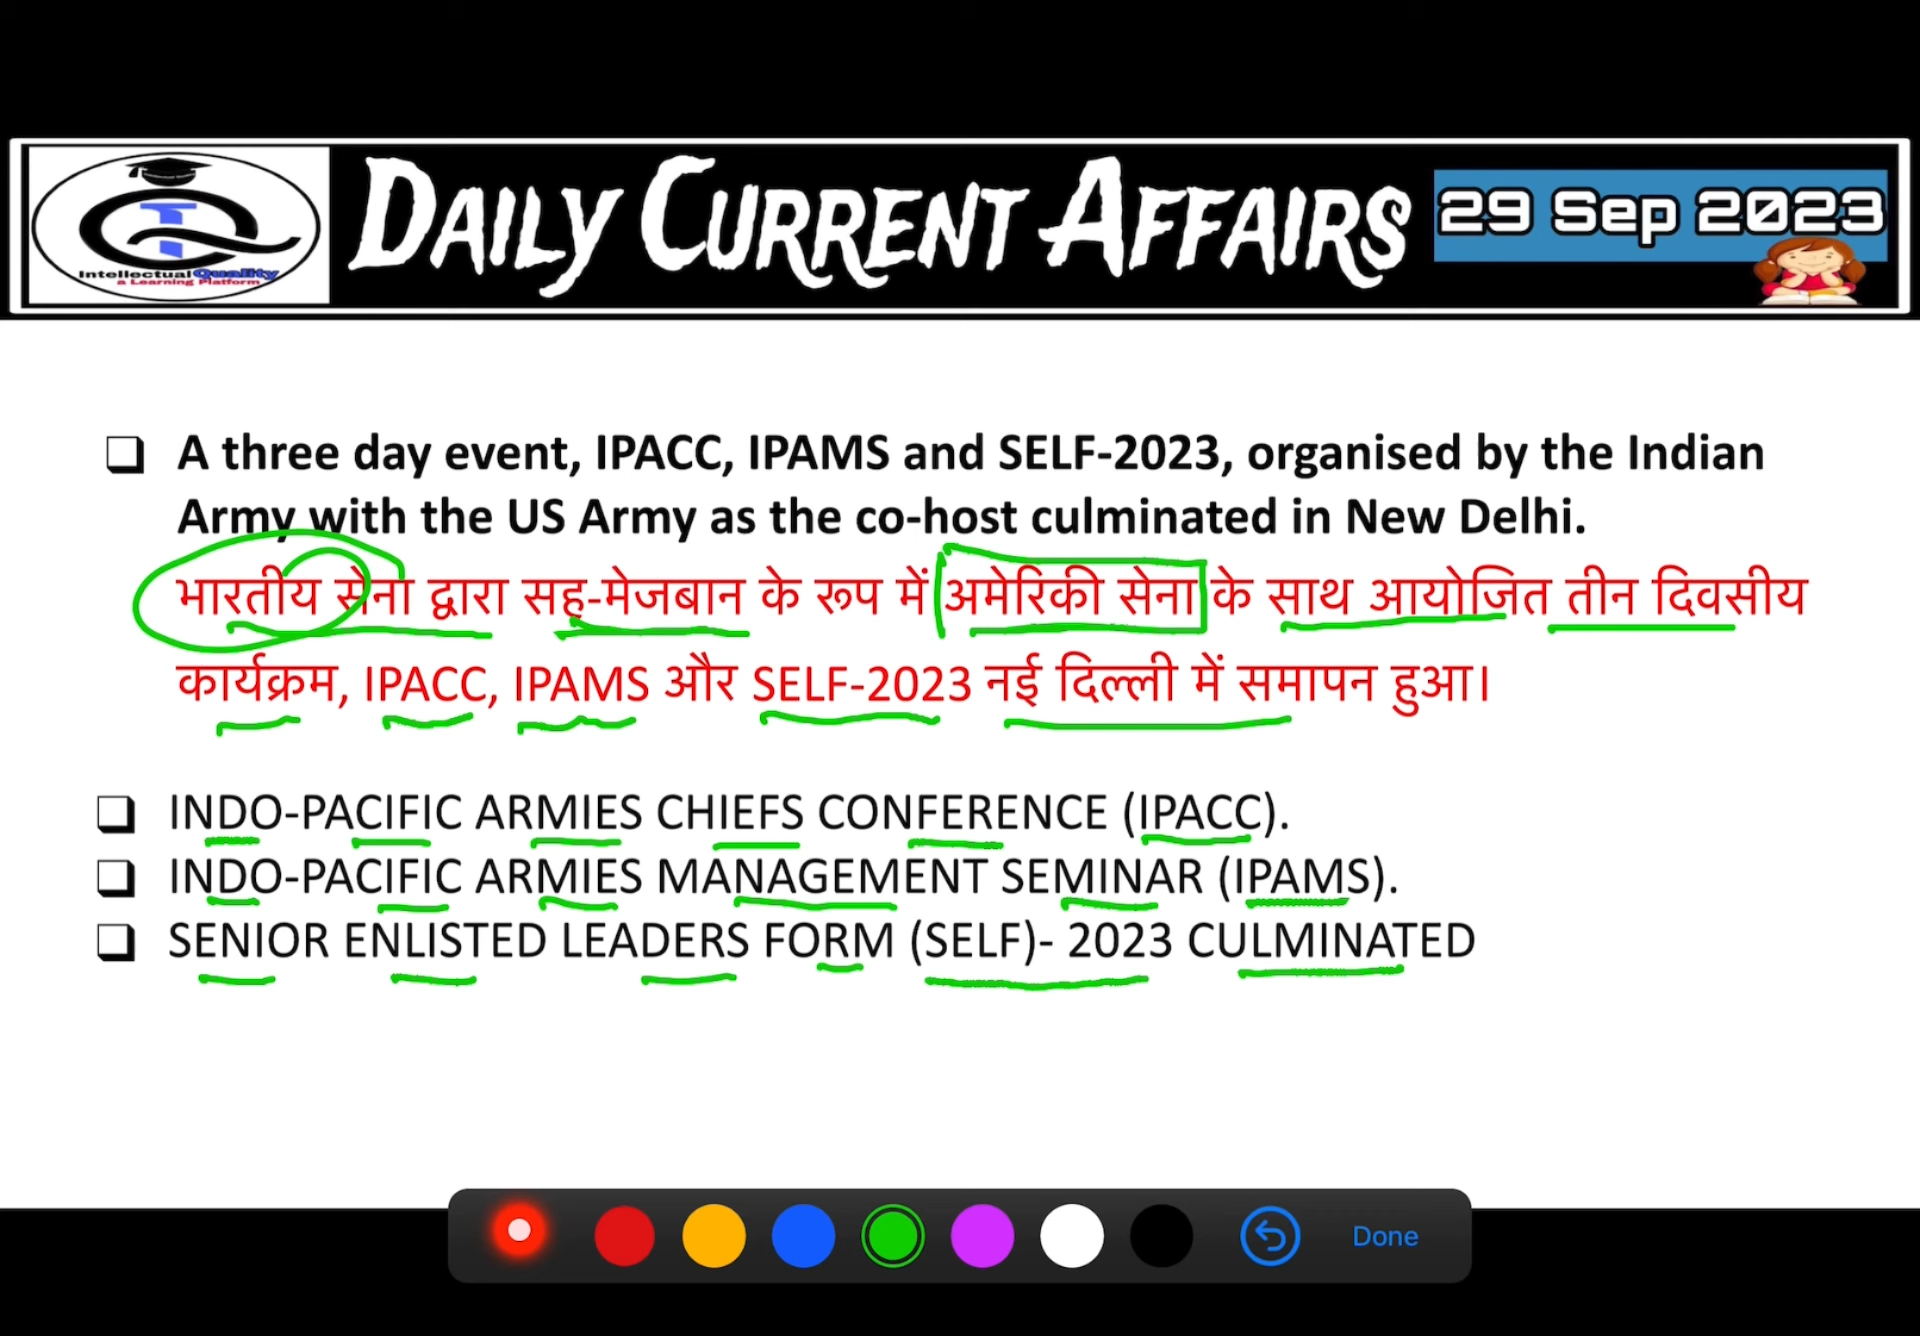 DAILY CURRENT AFFAIRS
29 Sep 2023
IntellectualQuality
a Learning Platform
A three day event, IPACC, IPAMS and SELF-2023, organised by the Indian
Army with the US Army as the co-host culminated in New Delhi.
भारतीय सेना द्वारा सह-मेजबान के रूप में अमेरिकी सेना के साथ आयोजित तीन दिवसीय
कार्यक्रम, IPACC, IPAMS और SELF-2023 नई दिल्ली में समापन हुआ।
INDO-PACIFIC ARMIES CHIEFS CONFERENCE (IPACC).
INDO-PACIFIC ARMIES MANAGEMENT SEMINAR (IPAMS).
SENIOR ENLISTED LEADERS FORM (SELF)- 2023 CULMINATED
Done